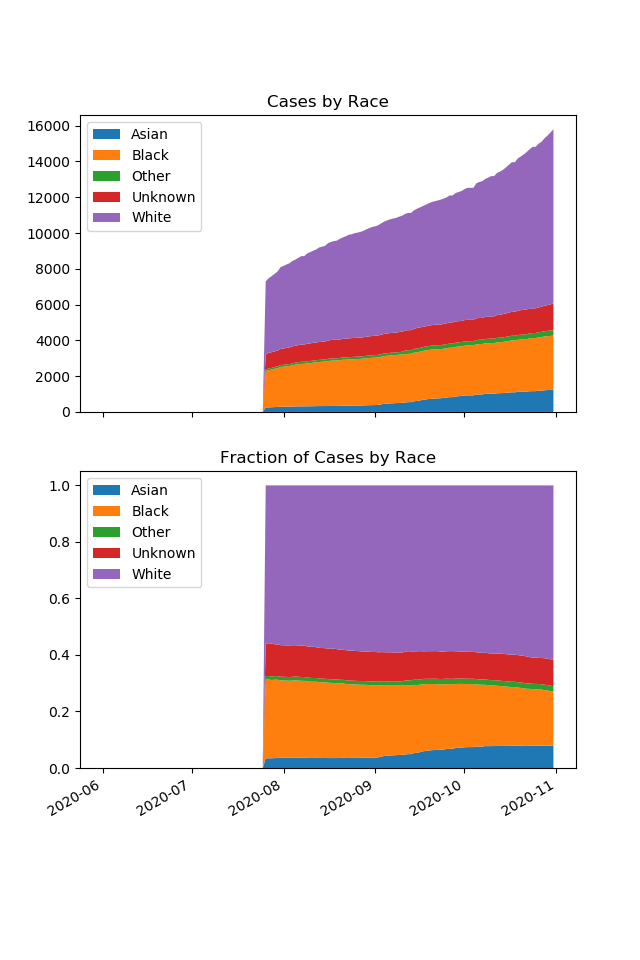 Cases by Race
16000
14000
12000
10000
8000
6000
4000
2000
0
Asian
Black
Other
Unknown
White
Fraction of Cases by Race
1.0
0.8
0.6
0.4
0.2
0.0
Asian
Black
Other
Unknown
White
2020-06
2020-07
2020-08
2020-09
2020-10
2020-11